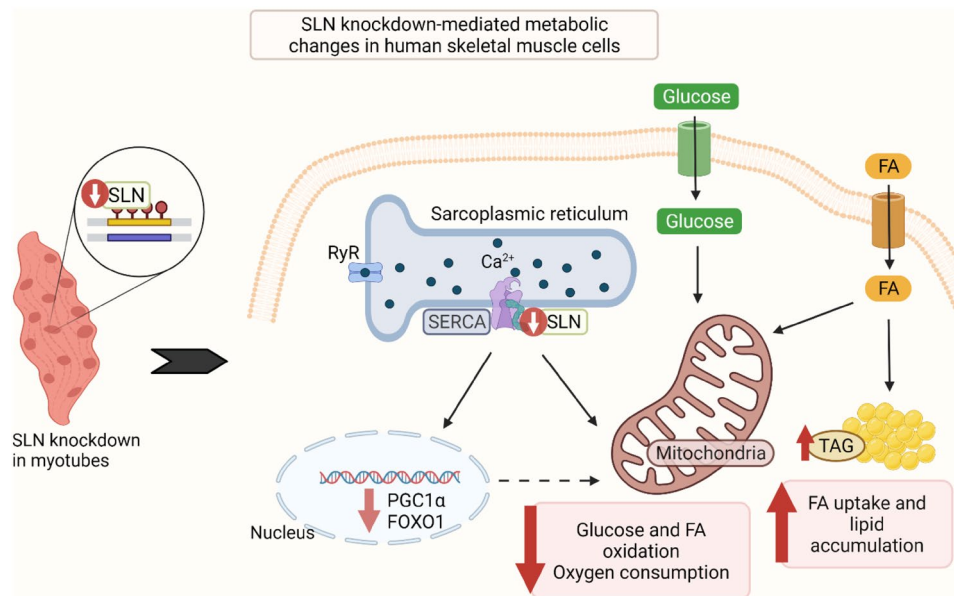 SLN knockdown-mediated metabolic
changes in human skeletal muscle cells
Glucose
FA
SLN
Sarcoplasmic reticulum
Glucose
RyR
Ca²⁺
FA
SERCA
SLN
SLN knockdown
in myotubes
Mitochondria
TAG
PGC1α
FOXO1
Nucleus
Glucose and FA
oxidation
Oxygen consumption
FA uptake and
lipid
accumulation